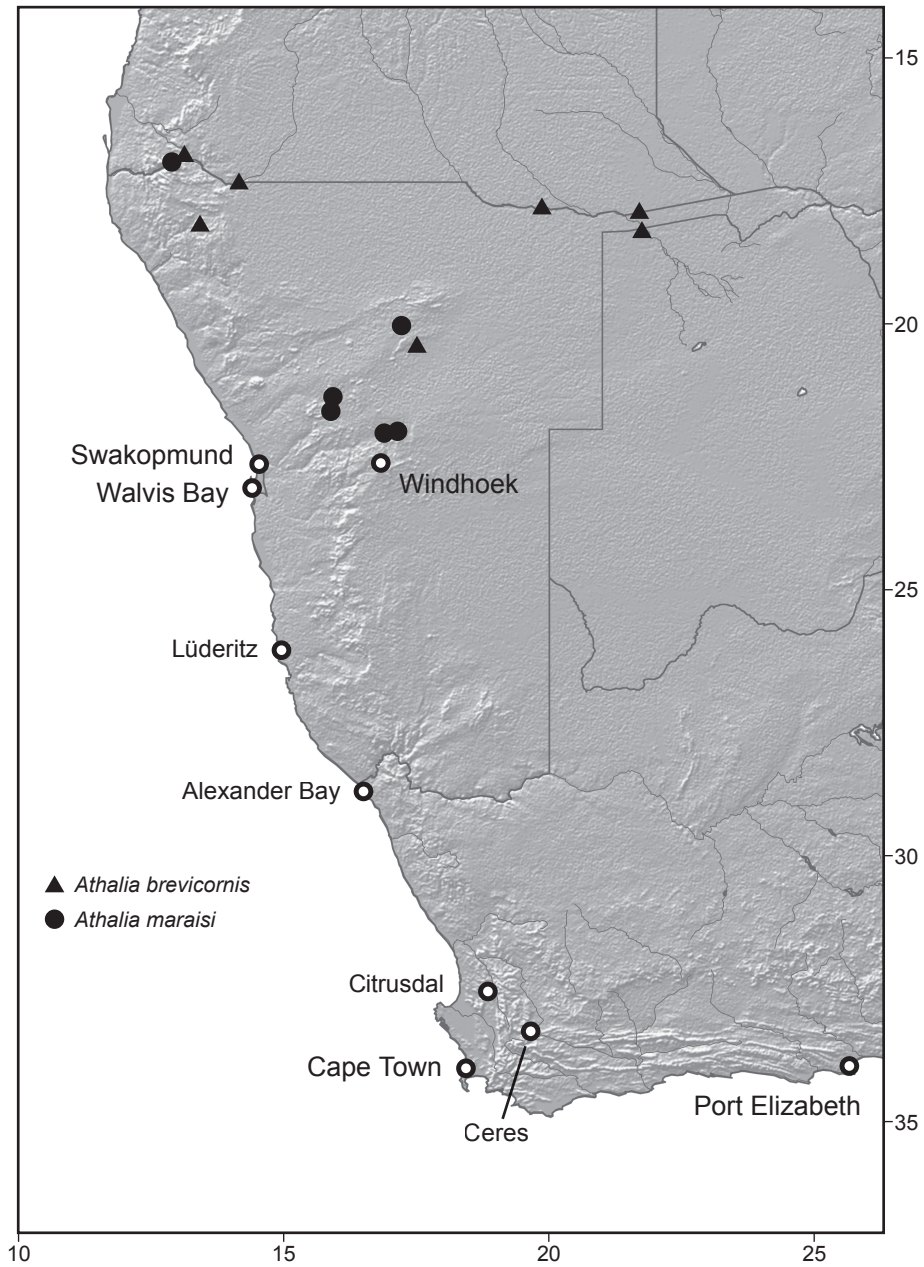 15
20
Swakopmund
Walvis Bay
Windhoek
25
Lüderitz
Alexander Bay
30
Athalia brevicornis
Athalia maraisi
Citrusdal
Cape Town
Port Elizabeth
Ceres
35
10 15 20 25